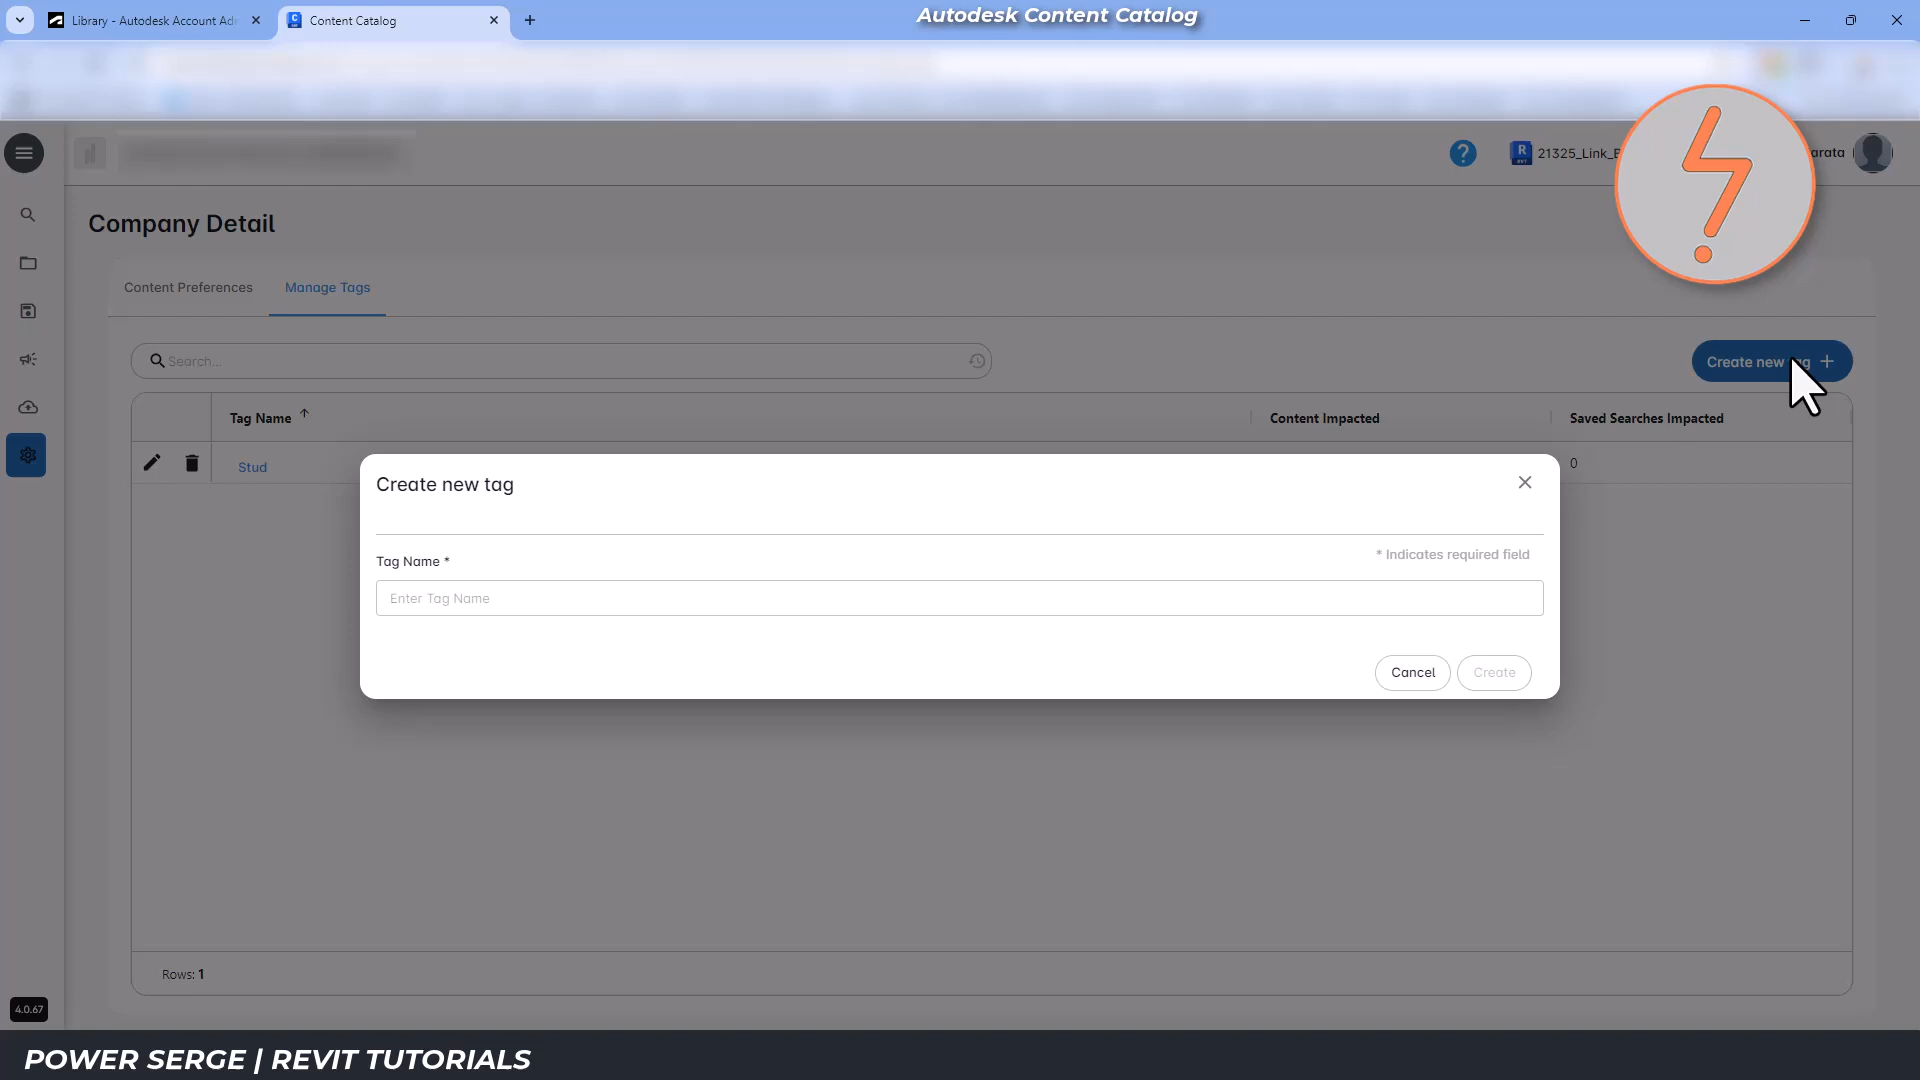 Autodesk Content Catalog
Library - Autodesk Account Ad
Content Catalog
21325_Link_
arata
Company Detail
Content Preferences
Manage Tags
Search...
Create new
Tag Name
Content Impacted
Saved Searches Impacted
Stud
0
Create new tag
* Indicates required field
Tag Name *
Enter Tag Name
Cancel
Create
Rows: 1
4.0.67
POWER SERGE | REVIT TUTORIALS